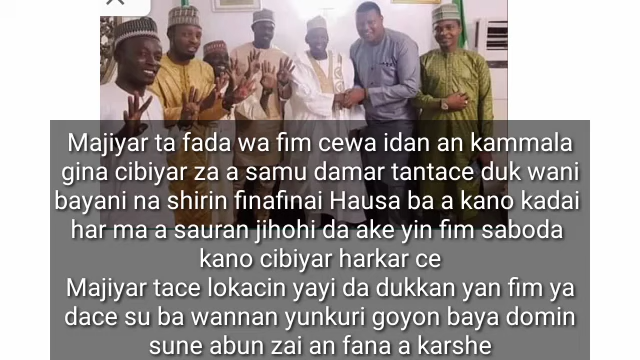 Majiyar ta fada wa fim cewa idan an kammala
gina cibiyar za a samu damar tantace duk wani
bayani na shirin finafinai Hausa ba a kano kadai
har ma a sauran jihohi da ake yin fim saboda
kano cibiyar harkar ce
Majiyar tace lokacin yayi da dukkan yan fim ya
dace su ba wannan yunkuri goyon baya domin
sune abun zai an fana a karshe